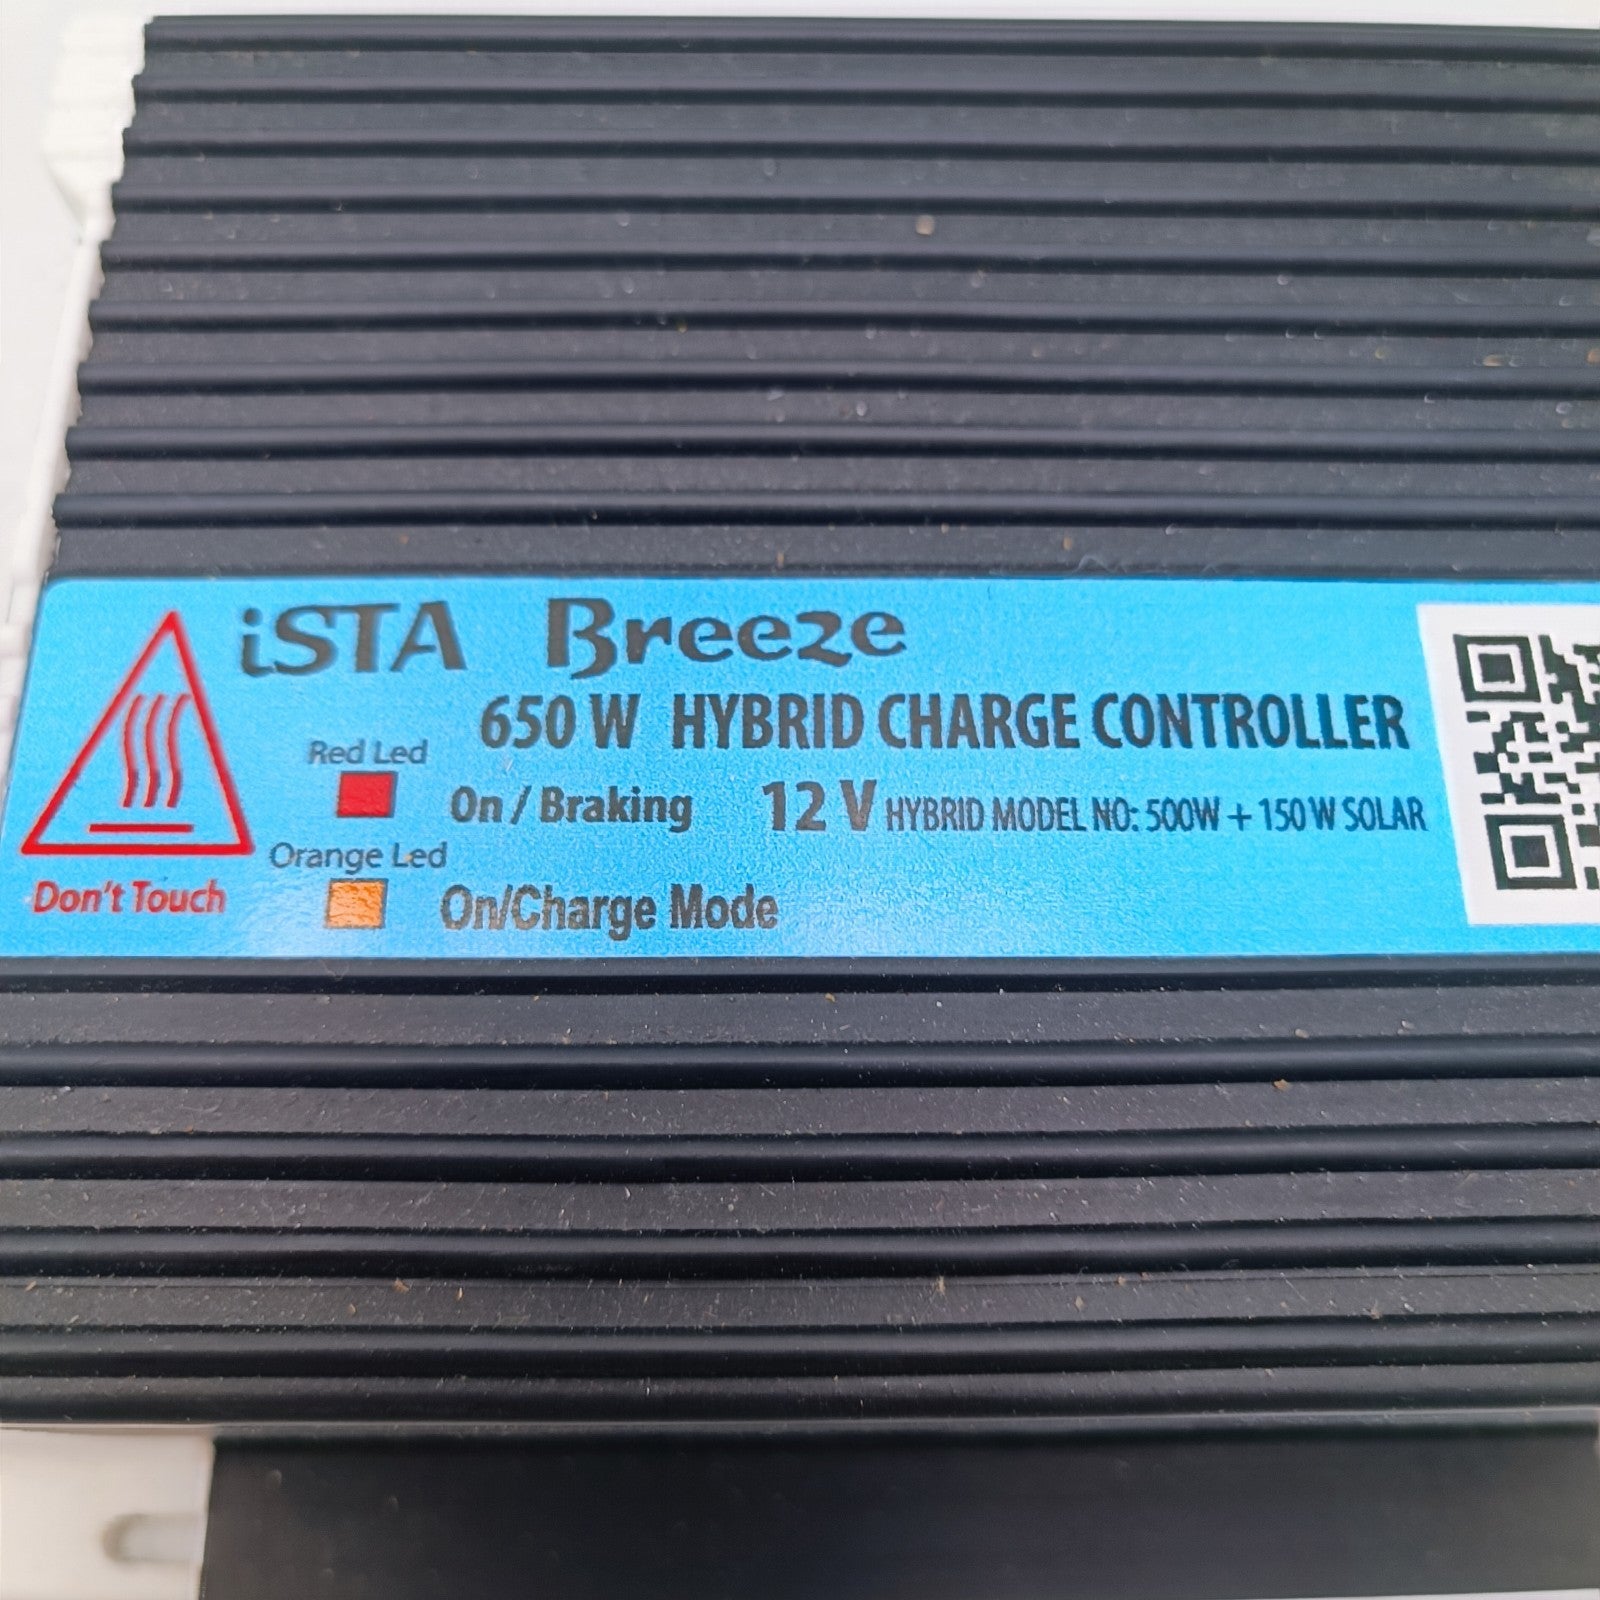 iSTA Breeze
650 W HYBRID CHARGE CONTROLLER
Red Led
On / Braking
12 V HYBRID MODEL NO: 500W + 150 W SOLAR
Orange Led
On/Charge Mode
Don't Touch